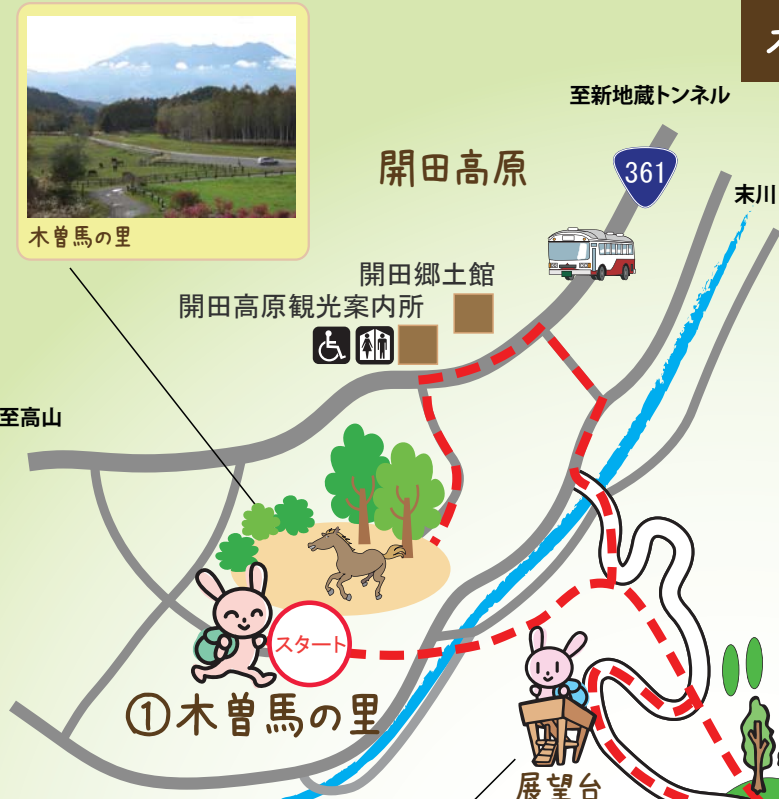 至新地蔵トンネル
開田高原
361
末川
木曽馬の里
開田郷土館
開田高原観光案内所
至高山
スタート
①木曽馬の里
展望台